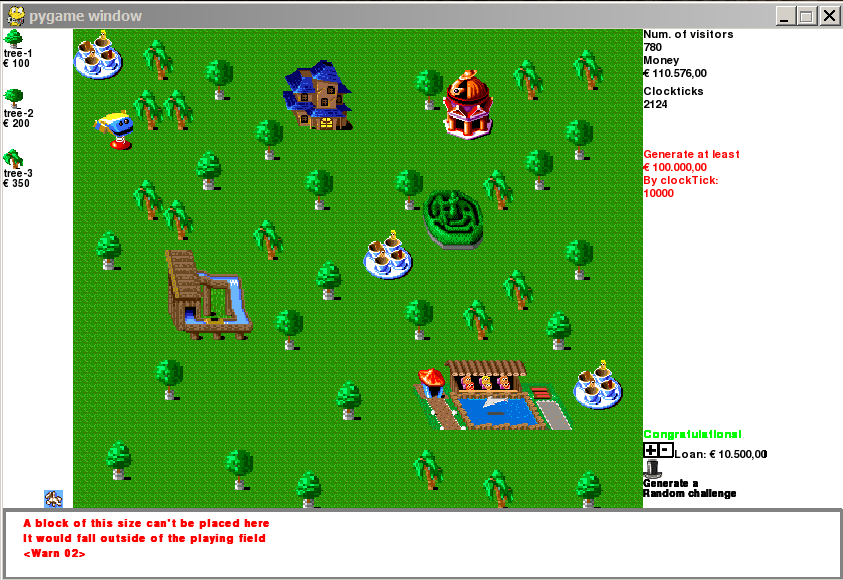 pygame window
tree-1
€ 100
tree-2
€ 200
tree-3
€ 350
Num. of visitors
780
Money
€ 110.576,00
Clockticks
2124
Generate at least
€ 100.000,00
By clockTick:
10000
Congratulations!
Loan: € 10.500,00
Generate a
Random challenge
A block of this size can't be placed here
It would fall outside of the playing field
<Warn 02>